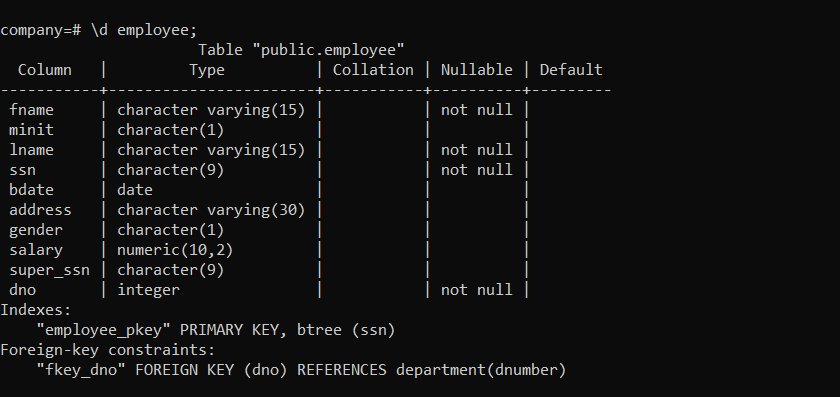 company=# \d employee;
                      Table "public.employee"
  Column   |         Type          | Collation | Nullable | Default
-----------+-----------------------+-----------+----------+---------
 fname     | character varying(15) |           | not null |
 minit     | character(1)          |           |          |
 lname     | character varying(15) |           | not null |
 ssn       | character(9)          |           | not null |
 bdate     | date                  |           |          |
 address   | character varying(30) |           |          |
 gender    | character(1)          |           |          |
 salary    | numeric(10,2)         |           |          |
 super_ssn | character(9)          |           |          |
 dno       | integer               |           | not null |
Indexes:
    "employee_pkey" PRIMARY KEY, btree (ssn)
Foreign-key constraints:
    "fkey_dno" FOREIGN KEY (dno) REFERENCES department(dnumber)